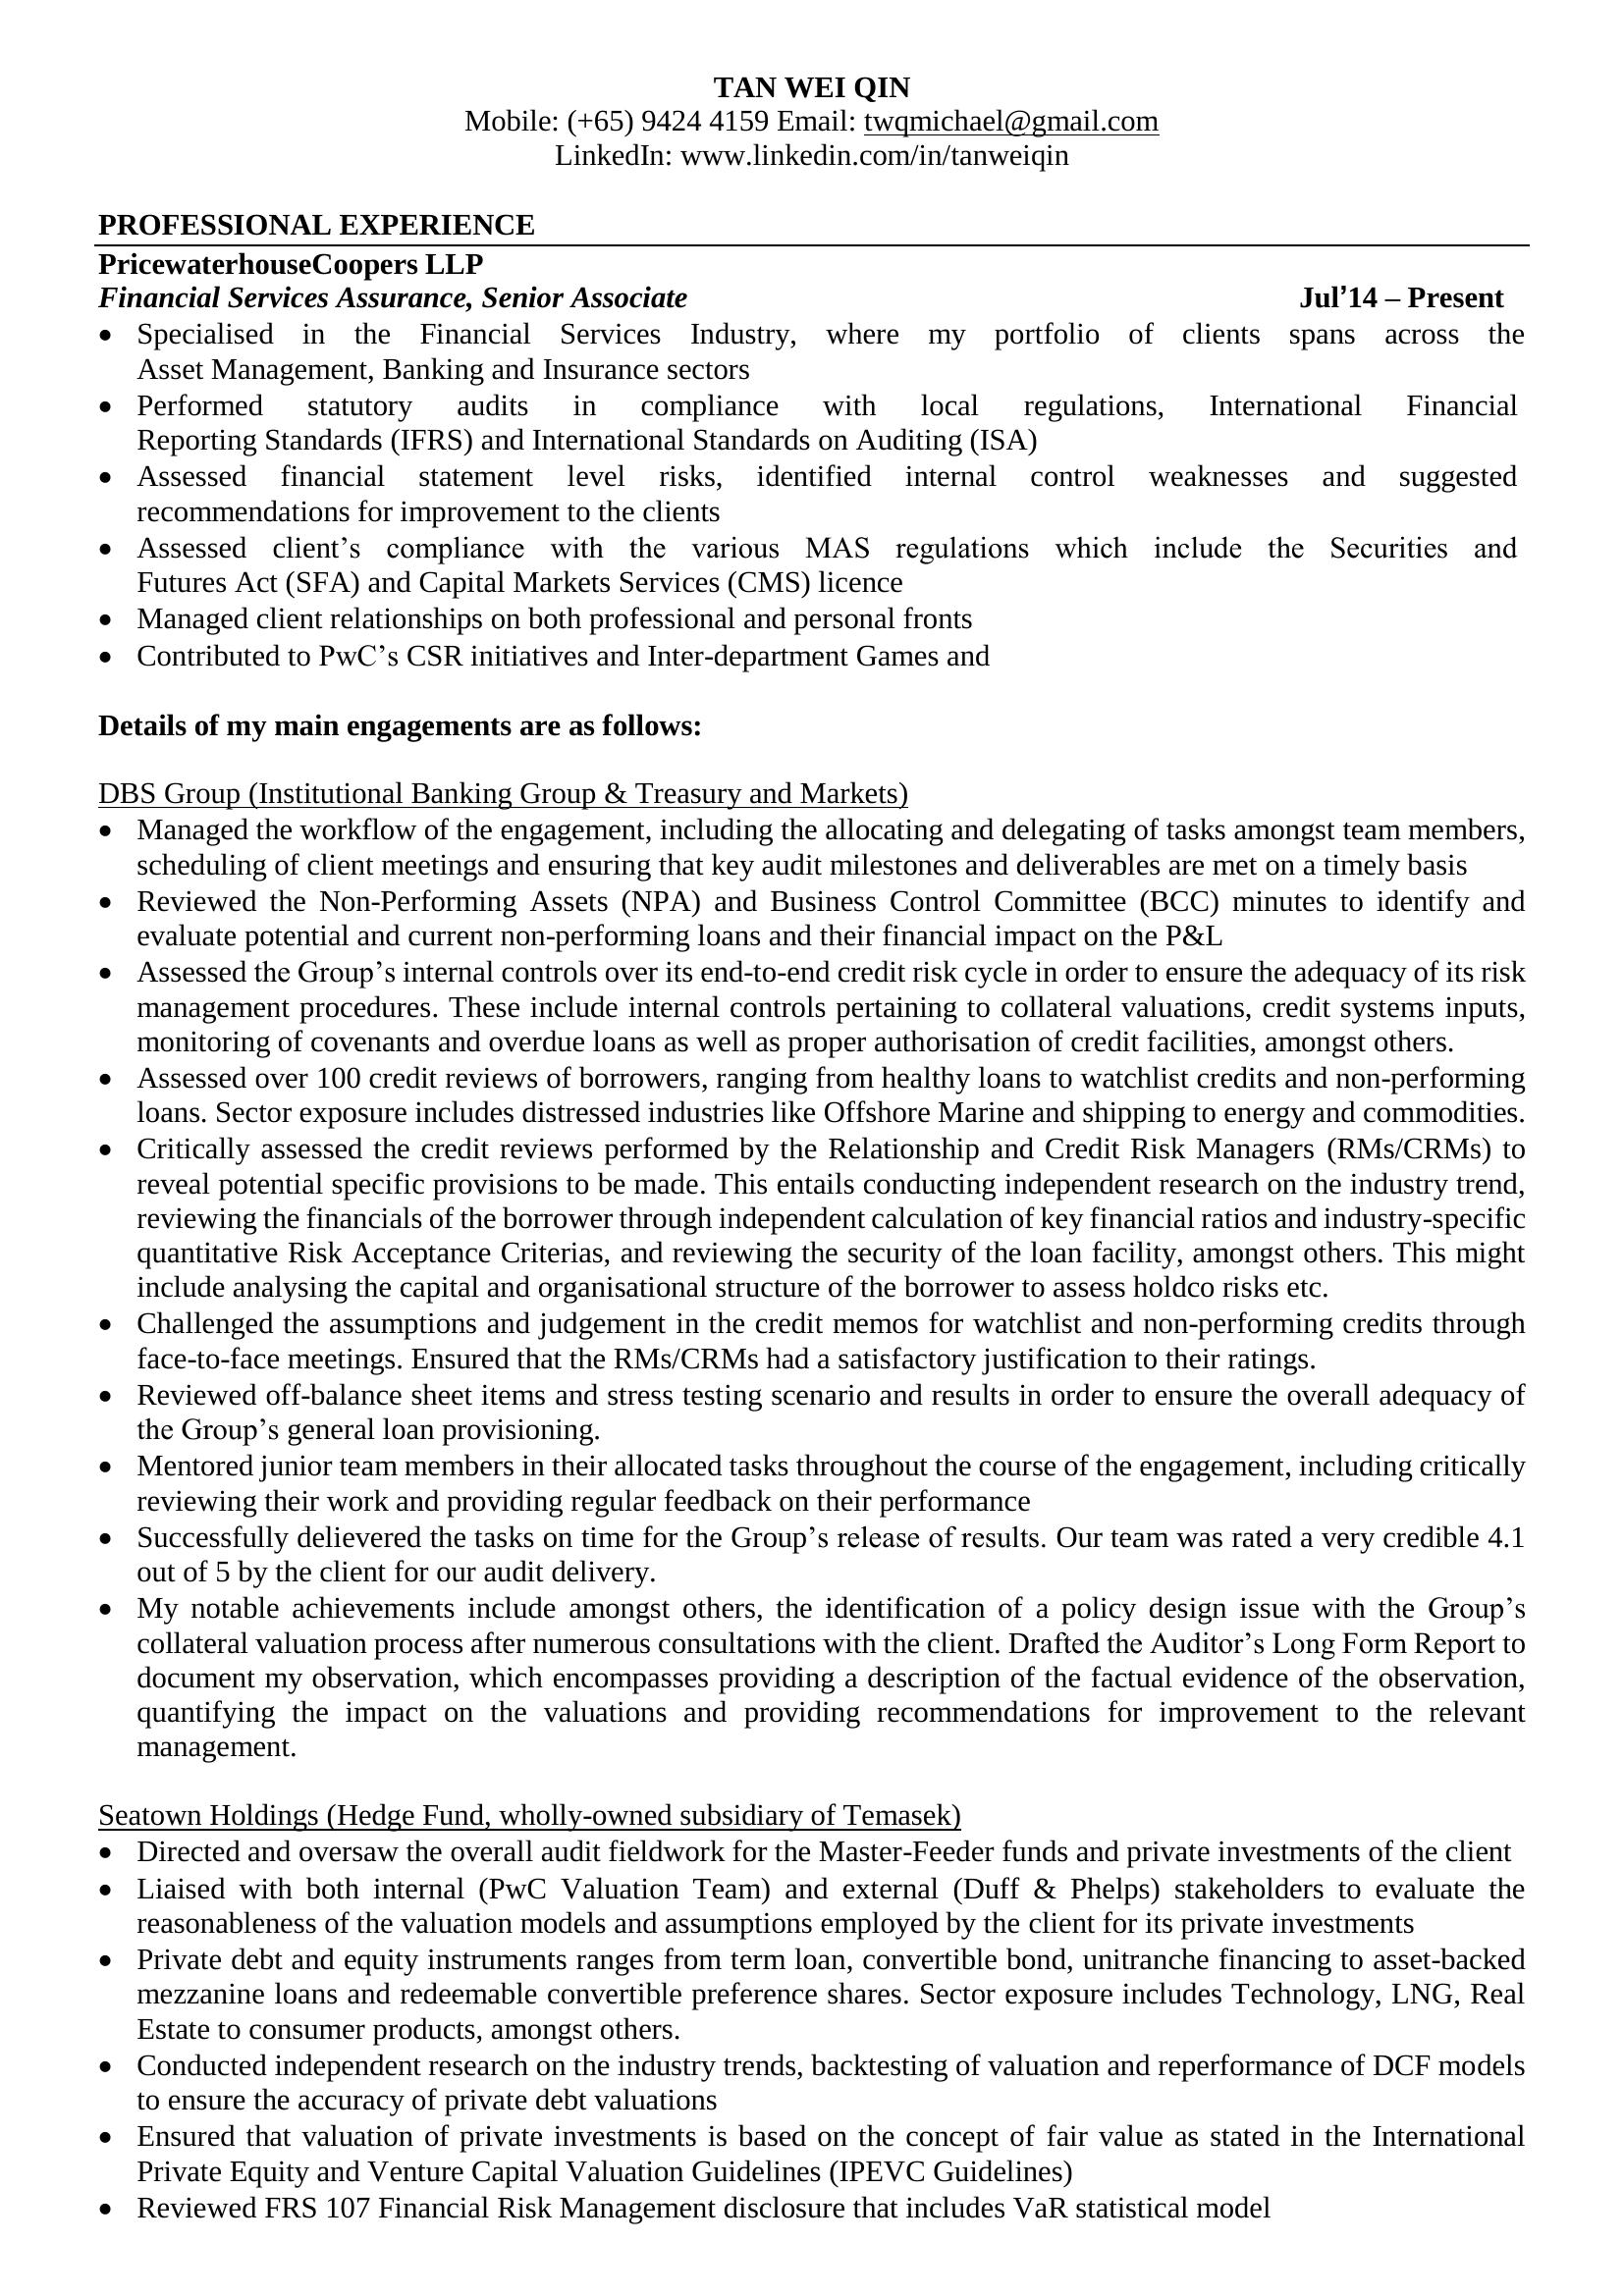 TAN WEI QIN
Mobile: (+65) 9424 4159 Email: twqmichael@gmail.com
LinkedIn: www.linkedin.com/in/tanweiqin
PROFESSIONAL EXPERIENCE
PricewaterhouseCoopers LLP
Financial Services Assurance, Senior Associate Jul’14 – Present
• Specialised in the Financial Services Industry, where my portfolio of clients spans across the
Asset Management, Banking and Insurance sectors
• Performed statutory audits in compliance with local regulations, International Financial
Reporting Standards (IFRS) and International Standards on Auditing (ISA)
• Assessed financial statement level risks, identified internal control weaknesses and suggested
recommendations for improvement to the clients
• Assessed client’s compliance with the various MAS regulations which include the Securities and
Futures Act (SFA) and Capital Markets Services (CMS) licence
• Managed client relationships on both professional and personal fronts
• Contributed to PwC’s CSR initiatives and Inter-department Games and
Details of my main engagements are as follows:
DBS Group (Institutional Banking Group & Treasury and Markets)
• Managed the workflow of the engagement, including the allocating and delegating of tasks amongst team members,
scheduling of client meetings and ensuring that key audit milestones and deliverables are met on a timely basis
• Reviewed the Non-Performing Assets (NPA) and Business Control Committee (BCC) minutes to identify and
evaluate potential and current non-performing loans and their financial impact on the P&L
• Assessed the Group’s internal controls over its end-to-end credit risk cycle in order to ensure the adequacy of its risk
management procedures. These include internal controls pertaining to collateral valuations, credit systems inputs,
monitoring of covenants and overdue loans as well as proper authorisation of credit facilities, amongst others.
• Assessed over 100 credit reviews of borrowers, ranging from healthy loans to watchlist credits and non-performing
loans. Sector exposure includes distressed industries like Offshore Marine and shipping to energy and commodities.
• Critically assessed the credit reviews performed by the Relationship and Credit Risk Managers (RMs/CRMs) to
reveal potential specific provisions to be made. This entails conducting independent research on the industry trend,
reviewing the financials of the borrower through independent calculation of key financial ratios and industry-specific
quantitative Risk Acceptance Criterias, and reviewing the security of the loan facility, amongst others. This might
include analysing the capital and organisational structure of the borrower to assess holdco risks etc.
• Challenged the assumptions and judgement in the credit memos for watchlist and non-performing credits through
face-to-face meetings. Ensured that the RMs/CRMs had a satisfactory justification to their ratings.
• Reviewed off-balance sheet items and stress testing scenario and results in order to ensure the overall adequacy of
the Group’s general loan provisioning.
• Mentored junior team members in their allocated tasks throughout the course of the engagement, including critically
reviewing their work and providing regular feedback on their performance
• Successfully delievered the tasks on time for the Group’s release of results. Our team was rated a very credible 4.1
out of 5 by the client for our audit delivery.
• My notable achievements include amongst others, the identification of a policy design issue with the Group’s
collateral valuation process after numerous consultations with the client. Drafted the Auditor’s Long Form Report to
document my observation, which encompasses providing a description of the factual evidence of the observation,
quantifying the impact on the valuations and providing recommendations for improvement to the relevant
management.
Seatown Holdings (Hedge Fund, wholly-owned subsidiary of Temasek)
• Directed and oversaw the overall audit fieldwork for the Master-Feeder funds and private investments of the client
• Liaised with both internal (PwC Valuation Team) and external (Duff & Phelps) stakeholders to evaluate the
reasonableness of the valuation models and assumptions employed by the client for its private investments
• Private debt and equity instruments ranges from term loan, convertible bond, unitranche financing to asset-backed
mezzanine loans and redeemable convertible preference shares. Sector exposure includes Technology, LNG, Real
Estate to consumer products, amongst others.
• Conducted independent research on the industry trends, backtesting of valuation and reperformance of DCF models
to ensure the accuracy of private debt valuations
• Ensured that valuation of private investments is based on the concept of fair value as stated in the International
Private Equity and Venture Capital Valuation Guidelines (IPEVC Guidelines)
• Reviewed FRS 107 Financial Risk Management disclosure that includes VaR statistical model